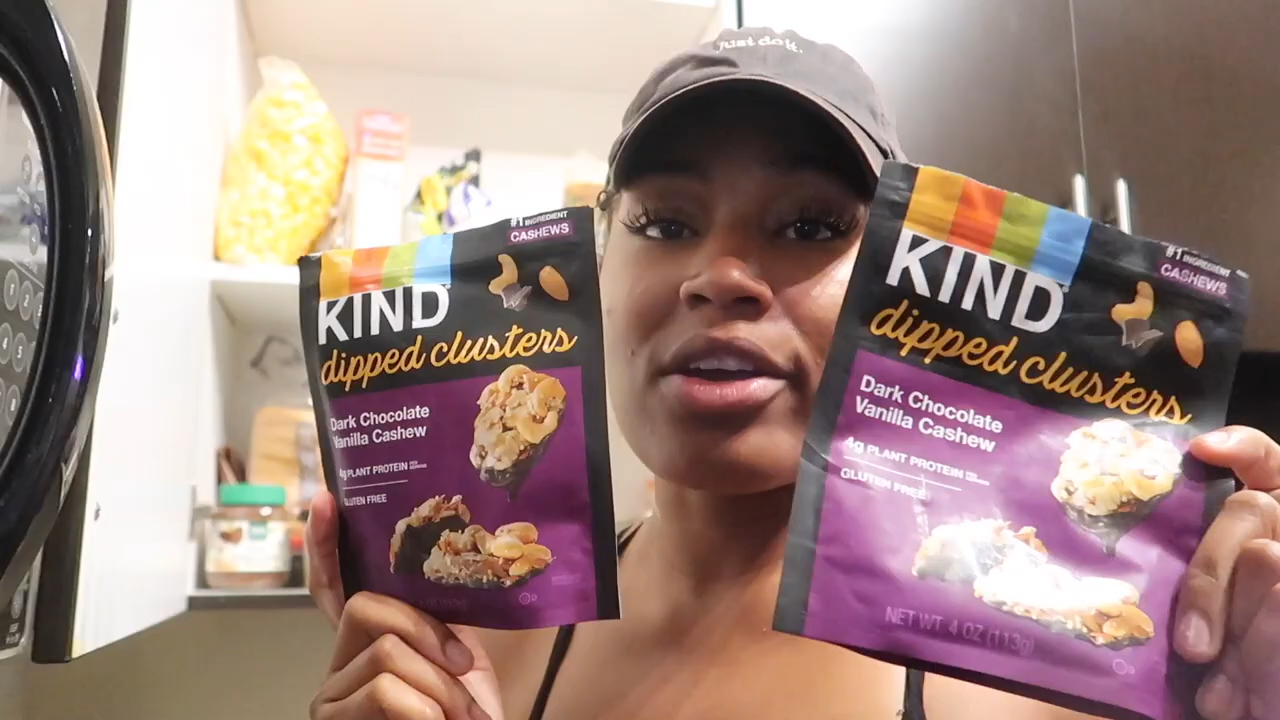 Just do it.
#1 INGREDIENT
CASHEWS
KIND
dipped clusters
Dark Chocolate
Vanilla Cashew
4g PLANT PROTEIN
GLUTEN FREE
#1 INGREDIENT
CASHEWS
KIND
dipped clusters
Dark Chocolate
Vanilla Cashew
4g PLANT PROTEIN
GLUTEN FREE
NET WT 4 OZ (113g)